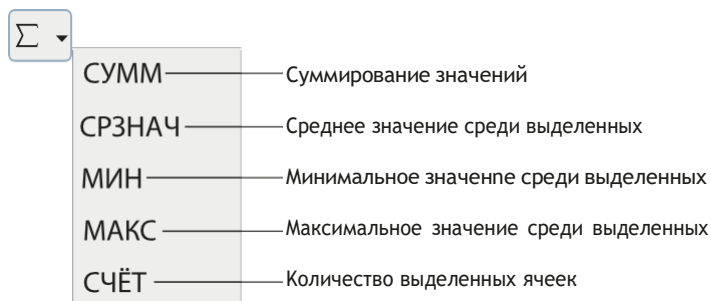 Σ
СУММ Суммирование значений
СРЗНАЧ Среднее значение среди выделенных
МИН Минимальное значенne среди выделенных
МАКС Максимальное значение среди выделенных
СЧЁТ Количество выделенных ячеек